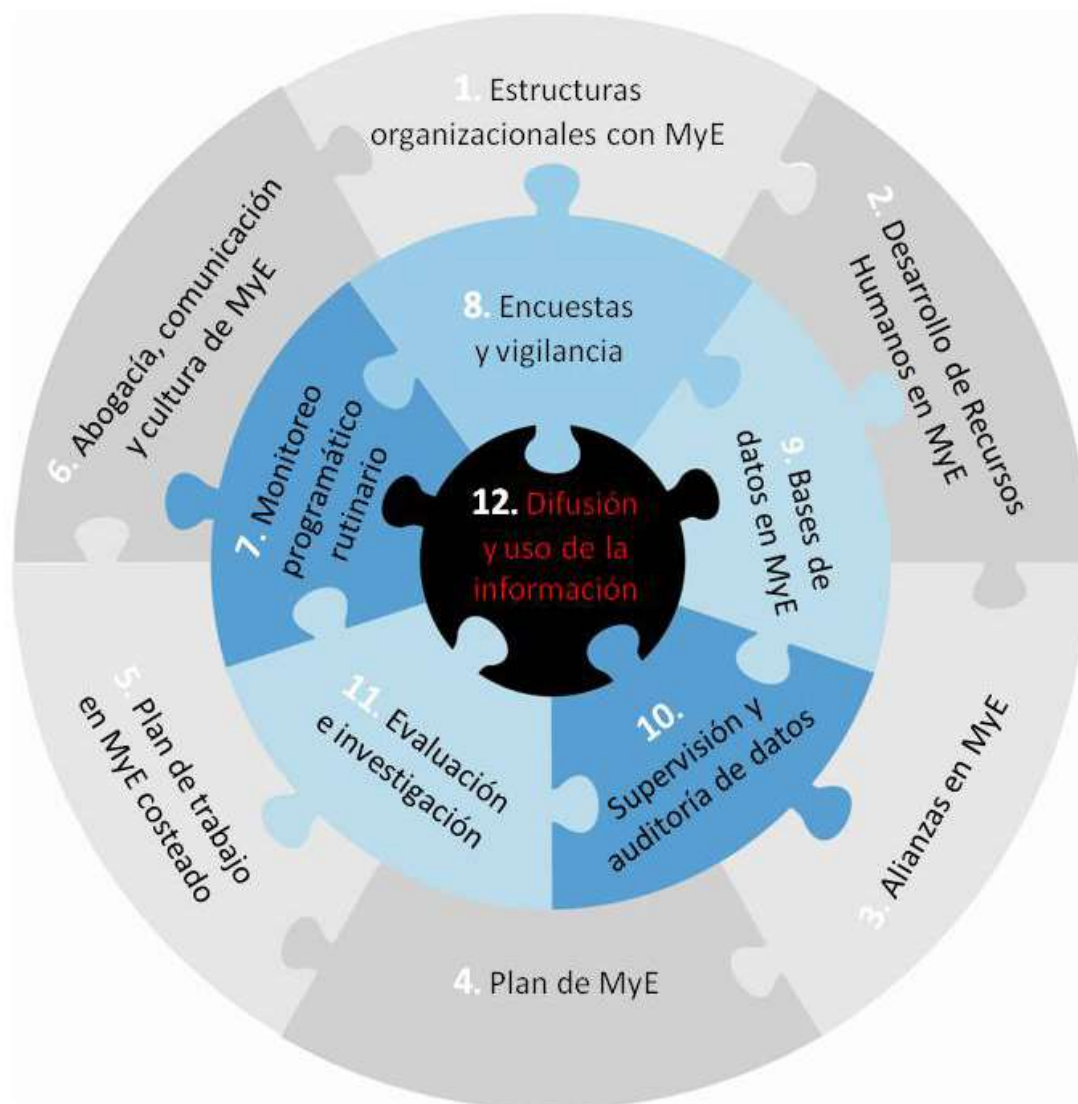 1. Estructuras
organizacionales con MyE
2. Desarrollo de Recursos
Humanos en MyE
3. Alianzas en MyE
4. Plan de MyE
5. Plan de trabajo
en MyE costeado
6. Abogacía, comunicación
y cultura de MyE
7. Monitoreo
programático
rutinario
8. Encuestas
y vigilancia
9. Bases de
datos en MyE
10.
Supervisión y
auditoría de datos
11. Evaluación
e investigación
12. Difusión
y uso de la
información